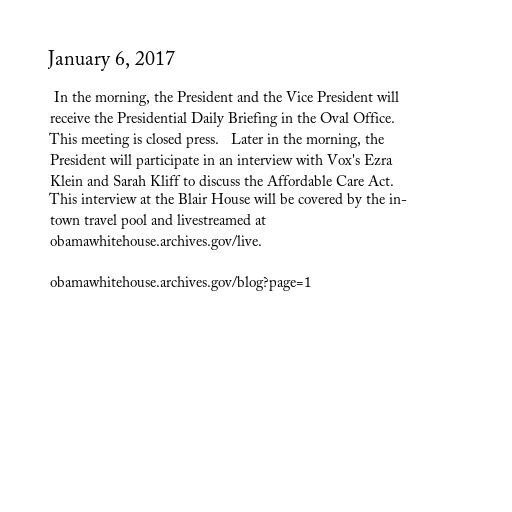 January 6, 2017
In the morning, the President and the Vice President will
receive the Presidential Daily Briefing in the Oval Office.
This meeting is closed press.   Later in the morning, the
President will participate in an interview with Vox's Ezra
Klein and Sarah Kliff to discuss the Affordable Care Act.
This interview at the Blair House will be covered by the in-
town travel pool and livestreamed at
obamawhitehouse.archives.gov/live.
obamawhitehouse.archives.gov/blog?page=1